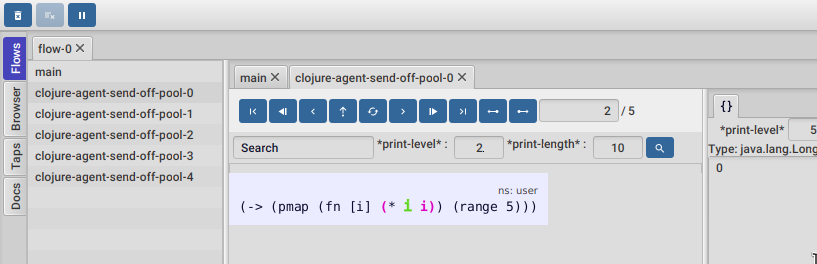 flow-0
Flows
Browser
Taps
Docs
main
clojure-agent-send-off-pool-0
clojure-agent-send-off-pool-1
clojure-agent-send-off-pool-2
clojure-agent-send-off-pool-3
clojure-agent-send-off-pool-4
main
clojure-agent-send-off-pool-0
2 / 5
Search *print-level* : 2. *print-length* : 10
ns: user
(-> (pmap (fn [i] (* i i)) (range 5)))
{}
*print-level* 5
Type: java.lang.Long
0